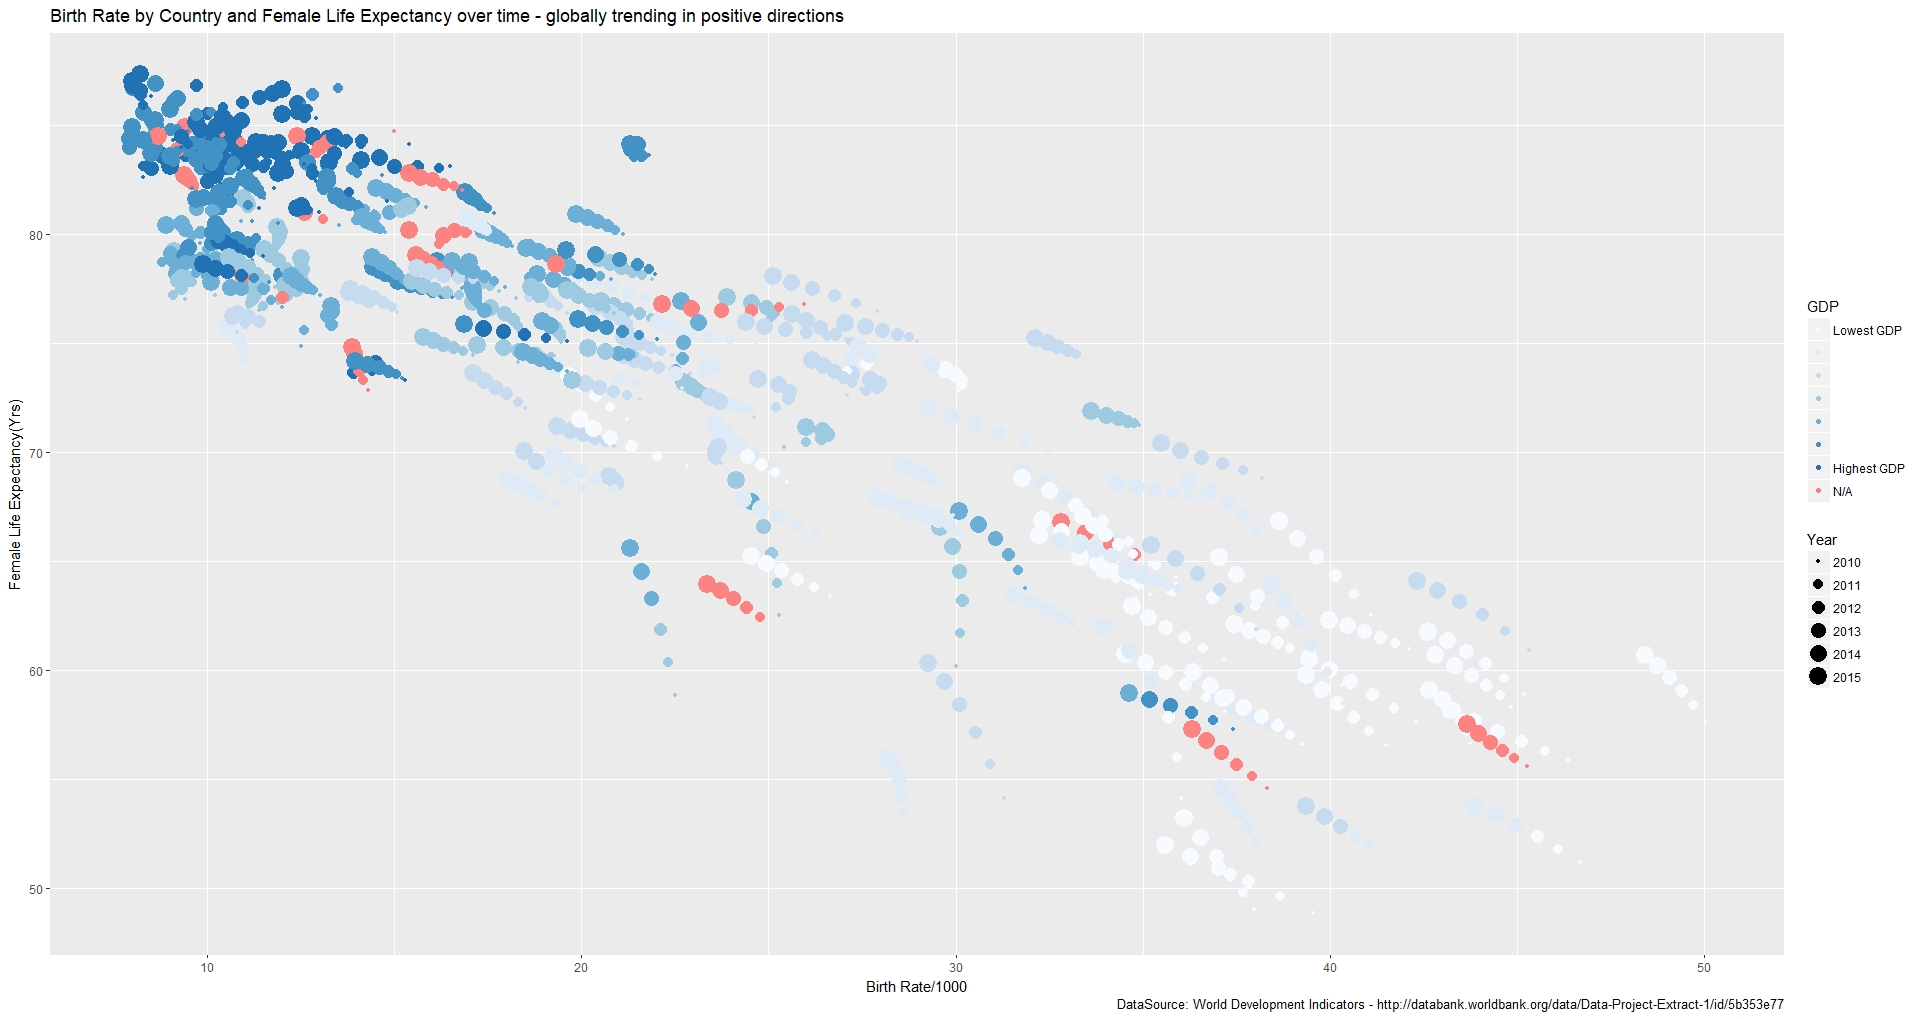 Birth Rate by Country and Female Life Expectancy over time - globally trending in positive directions
Female Life Expectancy(Yrs)
80
70
60
50
10
20
30
40
50
Birth Rate/1000
GDP
Lowest GDP
Highest GDP
N/A
Year
2010
2011
2012
2013
2014
2015
DataSource: World Development Indicators - http://databank.worldbank.org/data/Data-Project-Extract-1/id/5b353e77